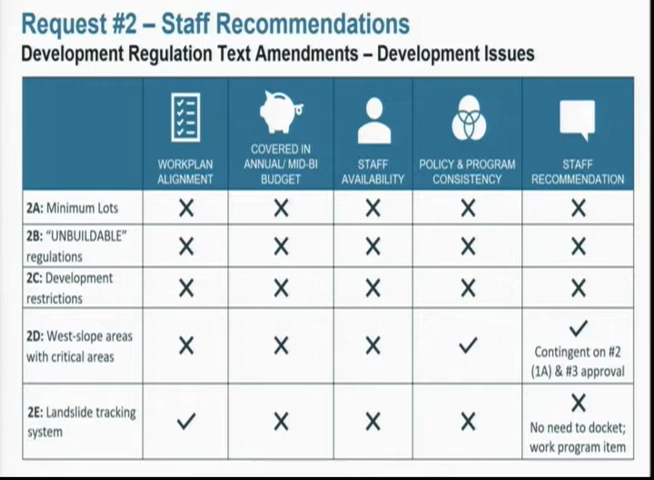 Request #2 – Staff Recommendations
Development Regulation Text Amendments – Development Issues
WORKPLAN
ALIGNMENT
COVERED IN
ANNUAL/ MID-BI
BUDGET
STAFF
AVAILABILITY
POLICY & PROGRAM
CONSISTENCY
STAFF
RECOMMENDATION
2A: Minimum Lots
2B: "UNBUILDABLE"
regulations
2C: Development
restrictions
2D: West-slope areas
with critical areas
Contingent on #2
(1A) & #3 approval
2E: Landslide tracking
system
No need to docket;
work program item